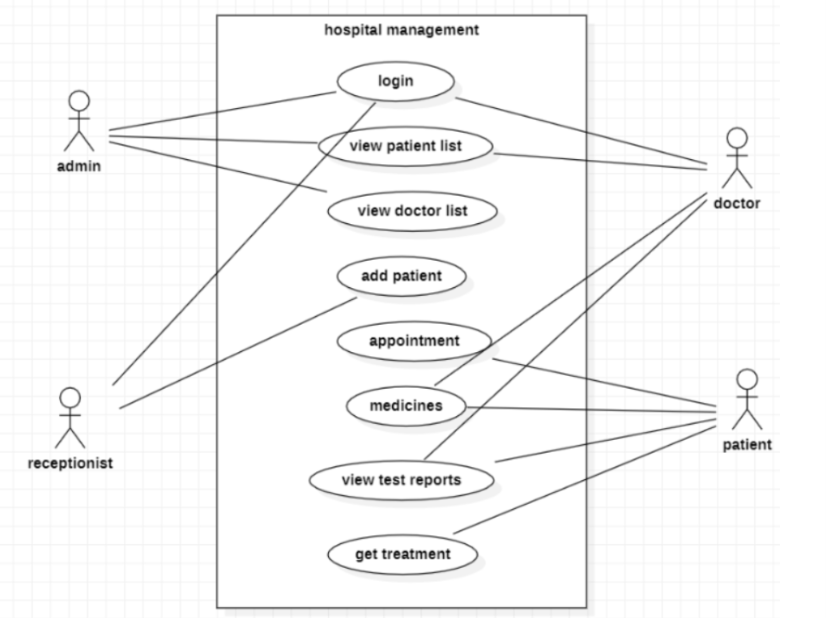 hospital management
login
view patient list
admin
doctor
view doctor list
add patient
appointment
medicines
patient
receptionist
view test reports
get treatment